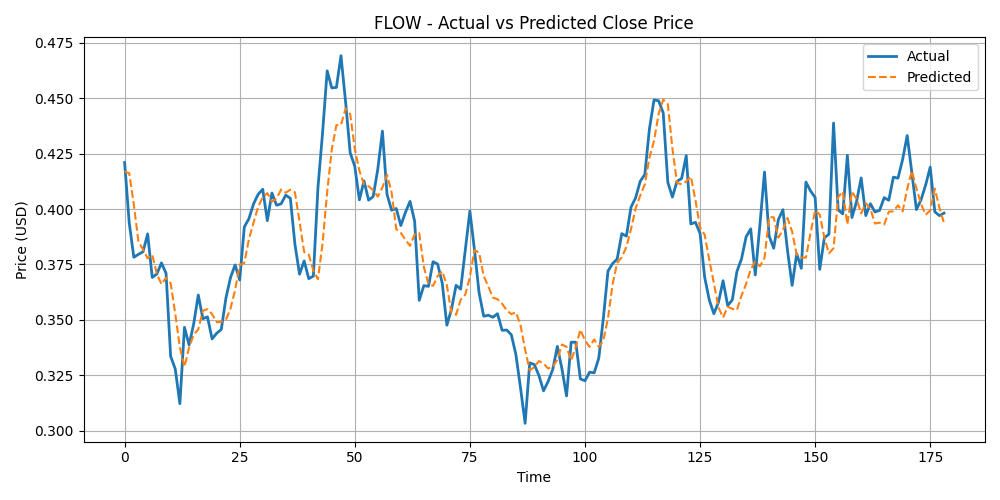 FLOW - Actual vs Predicted Close Price
Actual
Predicted
Price (USD)
0.475
0.450
0.425
0.400
0.375
0.350
0.325
0.300
0 25 50 75 100 125 150 175
Time